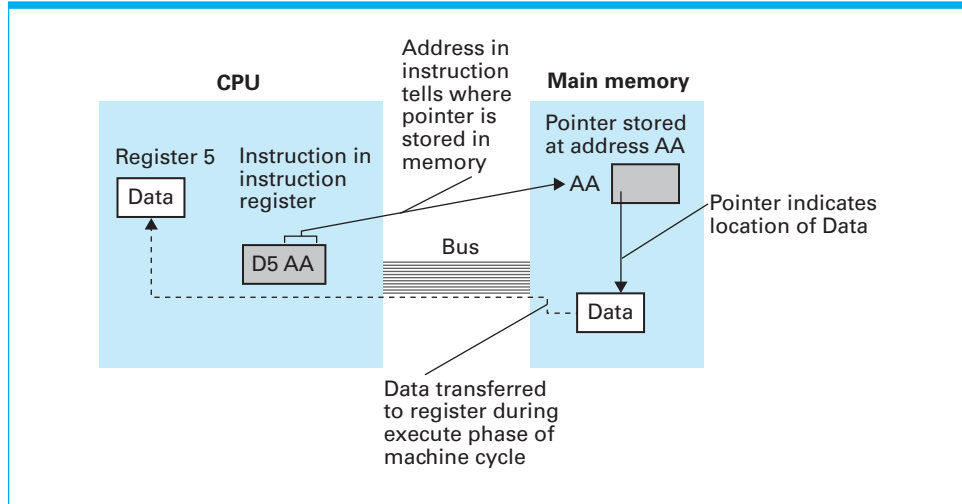 Address in
instruction
tells where
pointer is
stored in
memory
CPU
Main memory
Pointer stored
at address AA
Register 5
Instruction in
instruction
register
Data
AA
Pointer indicates
location of Data
D5 AA
Bus
Data
Data transferred
to register during
execute phase of
machine cycle